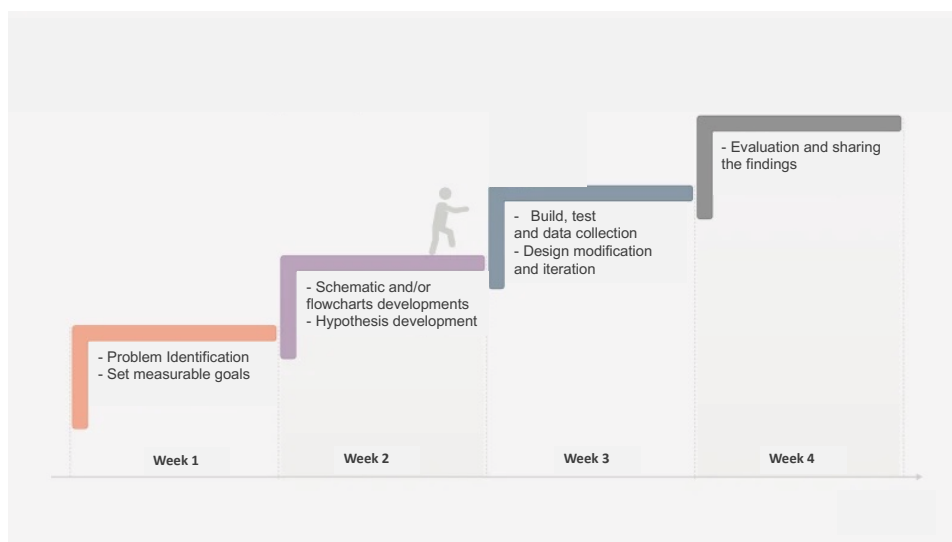 - Problem Identification
- Set measurable goals
- Schematic and/or
flowcharts developments
- Hypothesis development
- Build, test
and data collection
- Design modification
and iteration
- Evaluation and sharing
the findings
Week 1
Week 2
Week 3
Week 4